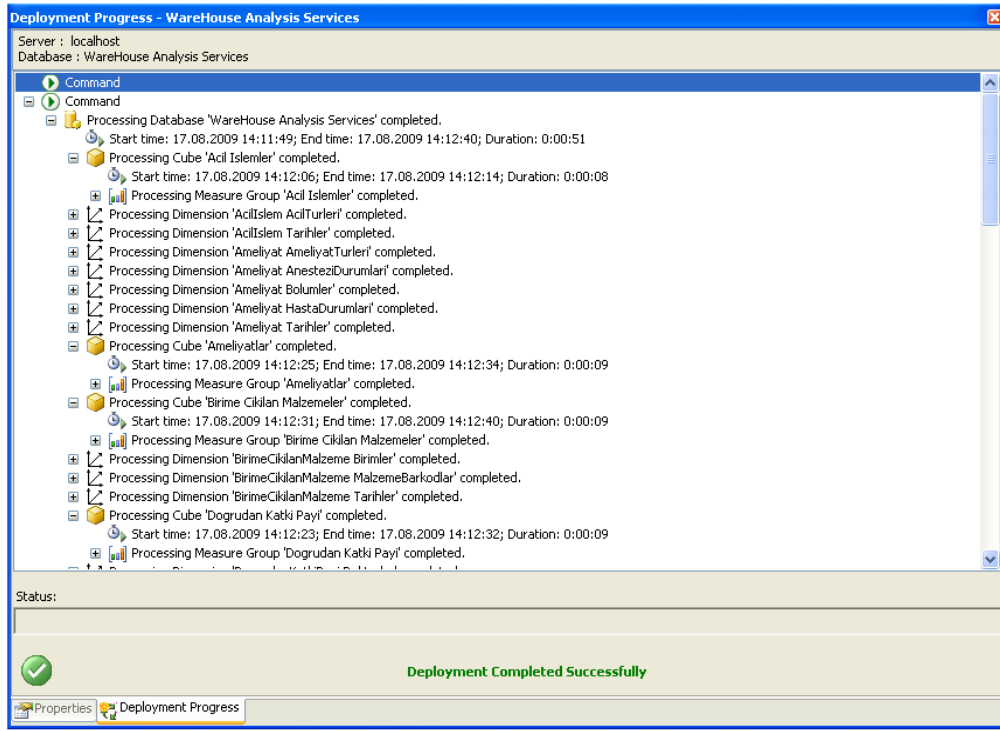 Deployment Progress - WareHouse Analysis Services
Server : localhost
Database : WareHouse Analysis Services
Command
Command
Processing Database 'WareHouse Analysis Services' completed.
Start time: 17.08.2009 14:11:49; End time: 17.08.2009 14:12:40; Duration: 0:00:51
Processing Cube 'Acil Islemler' completed.
Start time: 17.08.2009 14:12:06; End time: 17.08.2009 14:12:14; Duration: 0:00:08
Processing Measure Group 'Acil Islemler' completed.
Processing Dimension 'AcilIslem AcilTurleri' completed.
Processing Dimension 'AcilIslem Tarihler' completed.
Processing Dimension 'Ameliyat AmeliyatTurleri' completed.
Processing Dimension 'Ameliyat AnesteziDurumlari' completed.
Processing Dimension 'Ameliyat Bolumler' completed.
Processing Dimension 'Ameliyat HastaDurumlari' completed.
Processing Dimension 'Ameliyat Tarihler' completed.
Processing Cube 'Ameliyatlar' completed.
Start time: 17.08.2009 14:12:25; End time: 17.08.2009 14:12:34; Duration: 0:00:09
Processing Measure Group 'Ameliyatlar' completed.
Processing Cube 'Birime Cikilan Malzemeler' completed.
Start time: 17.08.2009 14:12:31; End time: 17.08.2009 14:12:40; Duration: 0:00:09
Processing Measure Group 'Birime Cikilan Malzemeler' completed.
Processing Dimension 'BirimeCikilanMalzeme Birimler' completed.
Processing Dimension 'BirimeCikilanMalzeme MalzemeBarkodlar' completed.
Processing Dimension 'BirimeCikilanMalzeme Tarihler' completed.
Processing Cube 'Dogrudan Katki Payi' completed.
Start time: 17.08.2009 14:12:23; End time: 17.08.2009 14:12:32; Duration: 0:00:09
Processing Measure Group 'Dogrudan Katki Payi' completed.
Status:
Deployment Completed Successfully
Properties
Deployment Progress